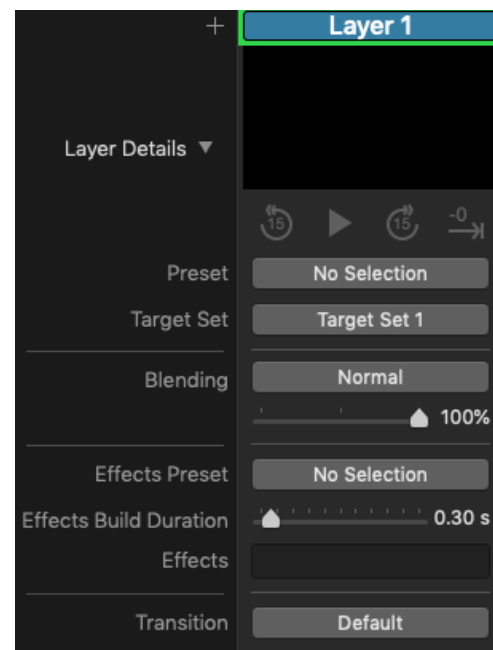 + Layer 1
Layer Details ▼
15 15 -0
Preset No Selection
Target Set Target Set 1
Blending Normal
100%
Effects Preset No Selection
Effects Build Duration 0.30 s
Effects
Transition Default